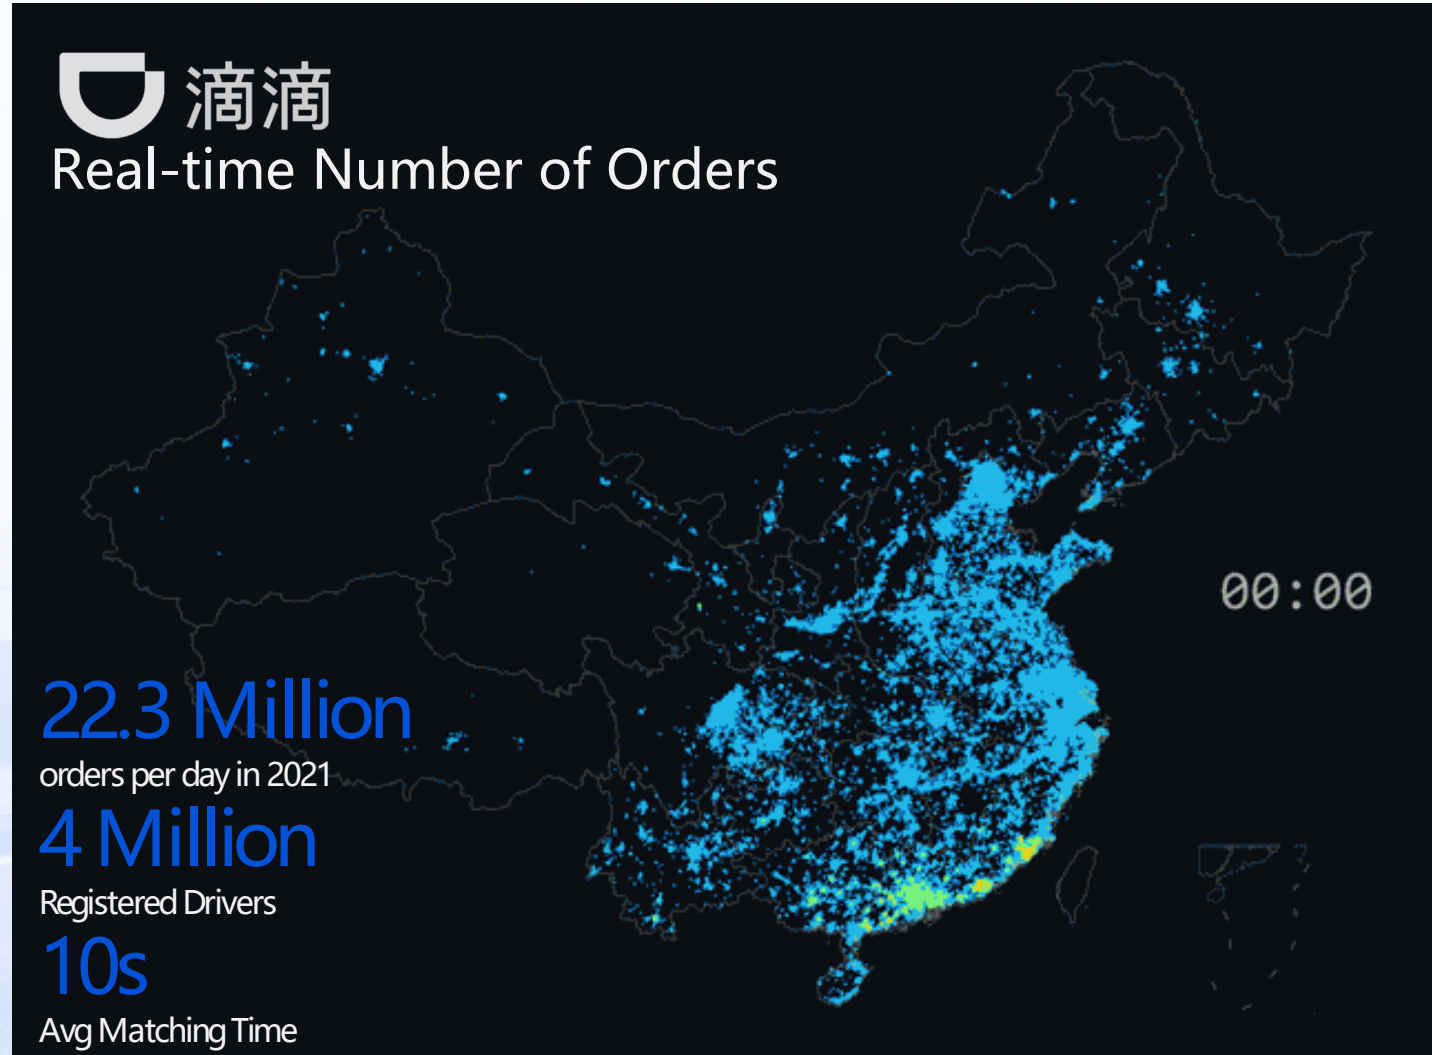 滴滴
Real-time Number of Orders
00:00
22.3 Million
orders per day in 2021
4 Million
Registered Drivers
10s
Avg Matching Time